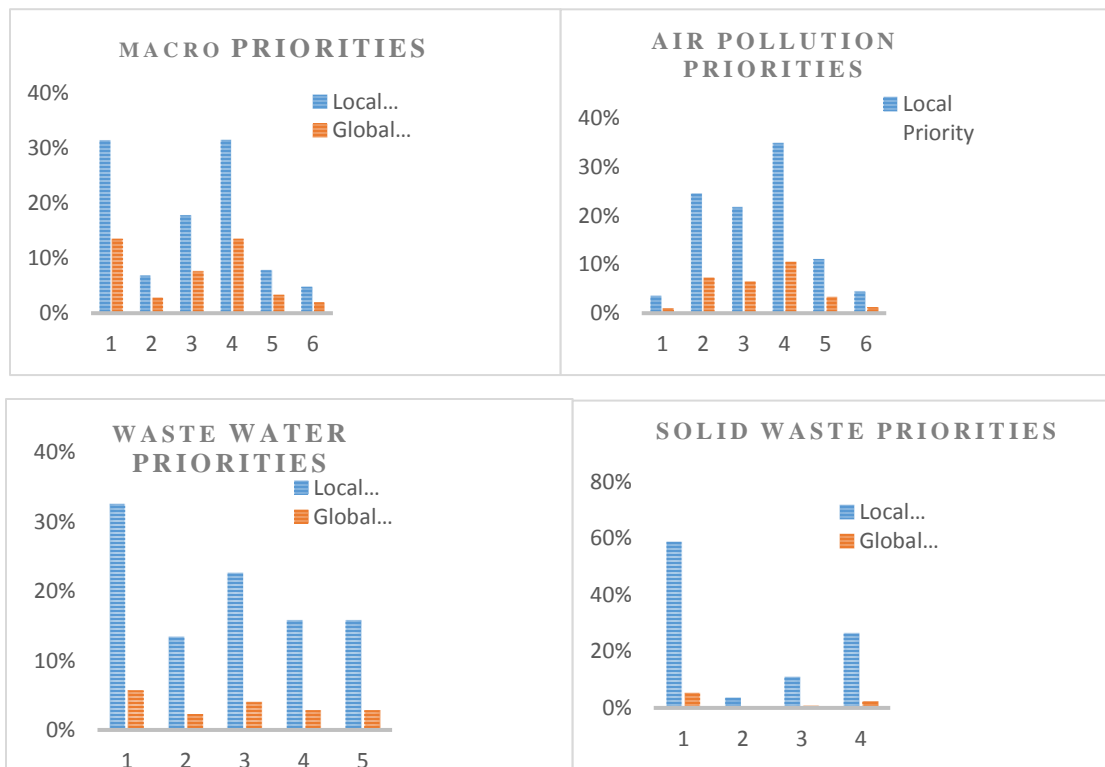 MACRO PRIORITIES
40%
30%
20%
10%
0%
Local...
Global...
1 2 3 4 5 6
AIR POLLUTION
PRIORITIES
40%
30%
20%
10%
0%
Local
Priority
1 2 3 4 5 6
WASTE WATER
PRIORITIES
40%
30%
20%
10%
0%
Local...
Global...
1 2 3 4 5
SOLID WASTE PRIORITIES
80%
60%
40%
20%
0%
Local...
Global...
1 2 3 4